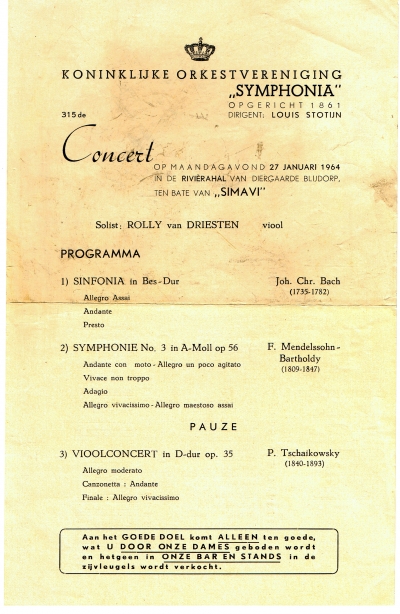 KONINKLIJKE ORKESTVERENIGING
„SYMPHONIA”
OPGERICHT 1861
315de DIRIGENT: LOUIS STOTIJN
Concert
OP MAANDAGAVOND 27 JANUARI 1964
IN DE RIVIÈRAHAL VAN DIERGAARDE BLIJDORP,
TEN BATE VAN „SIMAVI”
Solist: ROLLY van DRIESTEN viool
PROGRAMMA
1) SINFONIA in Bes-Dur Joh. Chr. Bach
(1735-1782)
Allegro Assai
Andante
Presto
2) SYMPHONIE No. 3 in A-Moll op 56 F. Mendelssohn-
Bartholdy
(1809-1847)
Andante con moto - Allegro un poco agitato
Vivace non troppo
Adagio
Allegro vivacissimo - Allegro maestoso assai
PAUZE
3) VIOOLCONCERT in D-dur op. 35 P. Tschaikowsky
(1840-1893)
Allegro moderato
Canzonetta : Andante
Finale : Allegro vivacissimo
Aan het GOEDE DOEL komt ALLEEN ten goede,
wat U DOOR ONZE DAMES geboden wordt
en hetgeen in ONZE BAR EN STANDS in de
zijvleugels wordt verkocht.